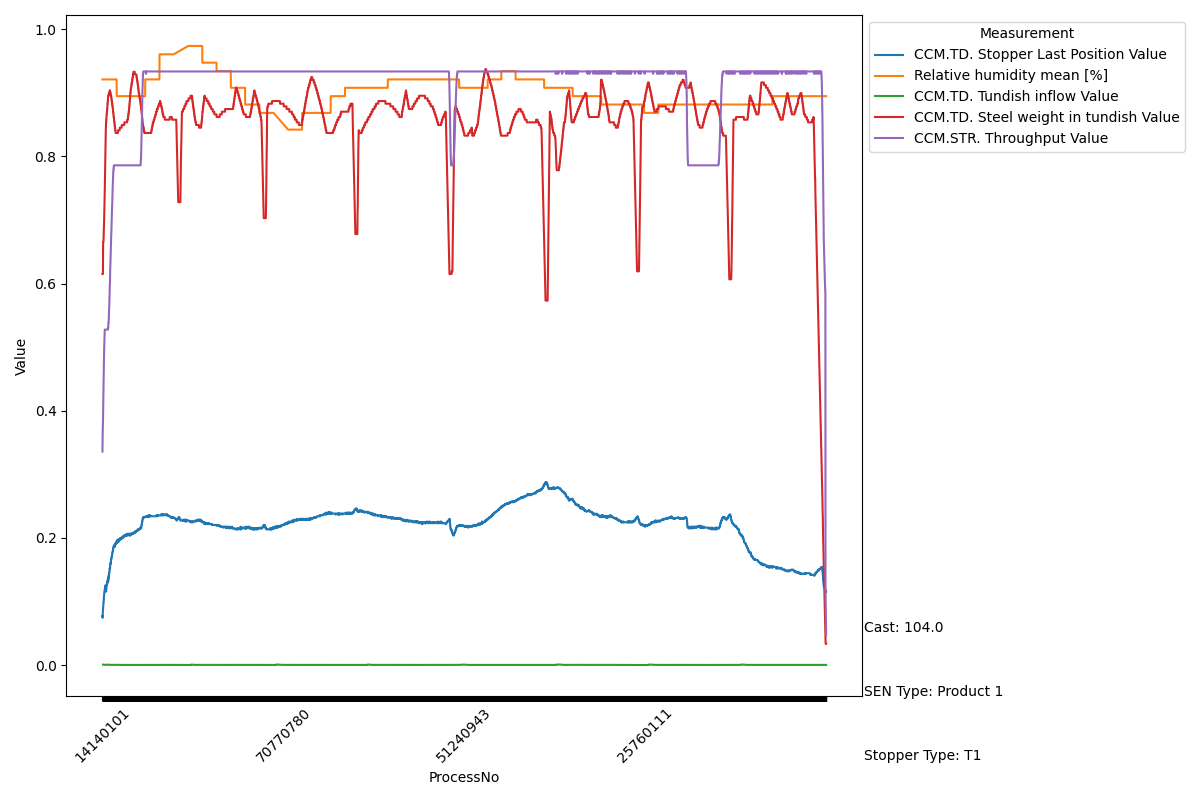 Measurement
CCM.TD. Stopper Last Position Value
Relative humidity mean [%]
CCM.TD. Tundish inflow Value
CCM.TD. Steel weight in tundish Value
CCM.STR. Throughput Value
Value
1.0
0.8
0.6
0.4
0.2
0.0
14140101
70770780
51240943
25760111
ProcessNo
Cast: 104.0
SEN Type: Product 1
Stopper Type: T1